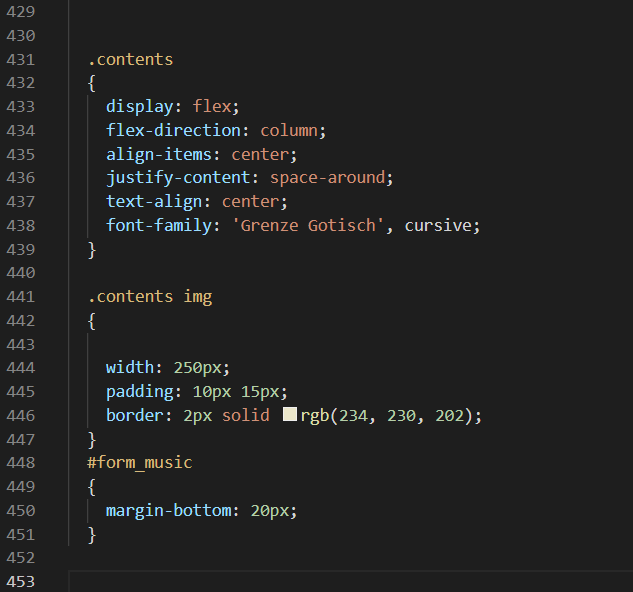 429
430
431 .contents
432 {
433 display: flex;
434 flex-direction: column;
435 align-items: center;
436 justify-content: space-around;
437 text-align: center;
438 font-family: 'Grenze Gotisch', cursive;
439 }
440
441 .contents img
442 {
443
444 width: 250px;
445 padding: 10px 15px;
446 border: 2px solid rgb(234, 230, 202);
447 }
448 #form_music
449 {
450 margin-bottom: 20px;
451 }
452
453